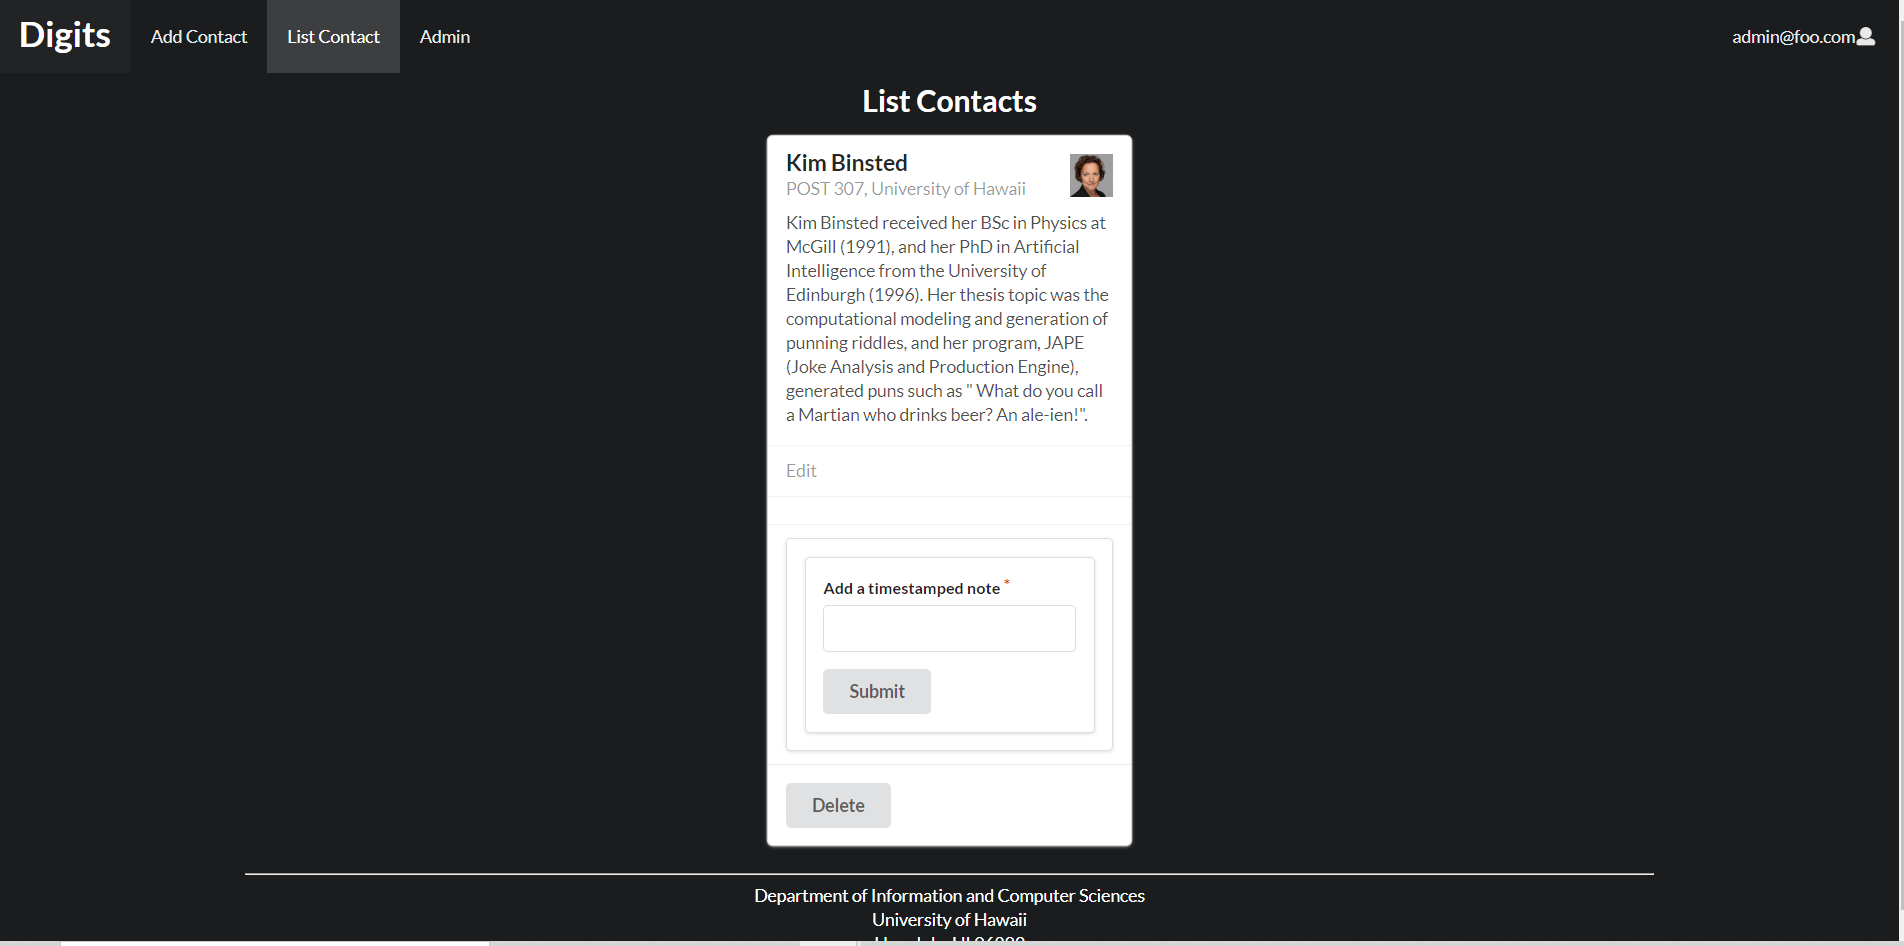 Digits
Add Contact
List Contact
Admin
admin@foo.com
List Contacts
Kim Binsted
POST 307, University of Hawaii
Kim Binsted received her BSc in Physics at
McGill (1991), and her PhD in Artificial
Intelligence from the University of
Edinburgh (1996). Her thesis topic was the
computational modeling and generation of
punning riddles, and her program, JAPE
(Joke Analysis and Production Engine),
generated puns such as " What do you call
a Martian who drinks beer? An ale-ien!".
Edit
Add a timestamped note *
Submit
Delete
Department of Information and Computer Sciences
University of Hawaii